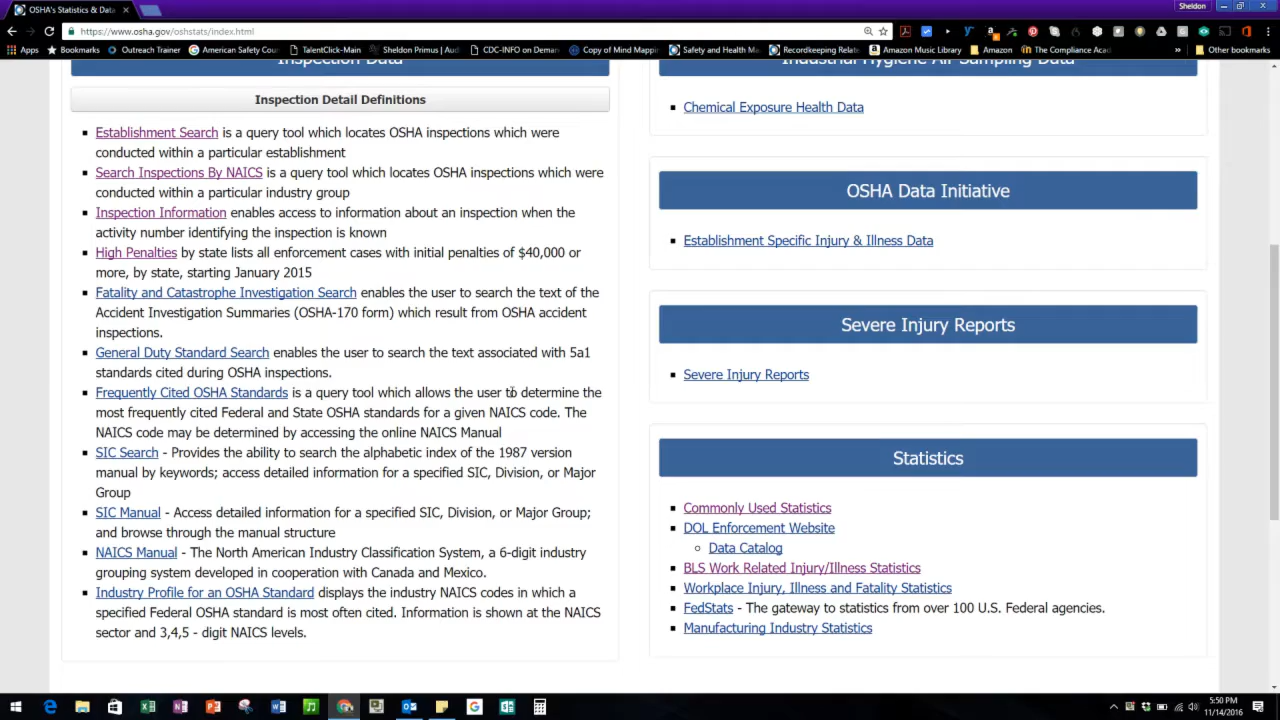 OSHA's Statistics & Data
Sheldon
https://www.osha.gov/oshstats/index.html
Apps
Bookmarks
Outreach Trainer
American Safety Coun
TalentClick-Main
Sheldon Primus | Aud
CDC-INFO on Deman
Copy of Mind Mappin
Safety and Health Ma
Recordkeeping Relate
Amazon Music Library
Amazon
The Compliance Acad
»
Other bookmarks
Inspection Data
Inspection Detail Definitions
Establishment Search is a query tool which locates OSHA inspections which were
conducted within a particular establishment
Search Inspections By NAICS is a query tool which locates OSHA inspections which were
conducted within a particular industry group
Inspection Information enables access to information about an inspection when the
activity number identifying the inspection is known
High Penalties by state lists all enforcement cases with initial penalties of $40,000 or
more, by state, starting January 2015
Fatality and Catastrophe Investigation Search enables the user to search the text of the
Accident Investigation Summaries (OSHA-170 form) which result from OSHA accident
inspections.
General Duty Standard Search enables the user to search the text associated with 5a1
standards cited during OSHA inspections.
Frequently Cited OSHA Standards is a query tool which allows the user to determine the
most frequently cited Federal and State OSHA standards for a given NAICS code. The
NAICS code may be determined by accessing the online NAICS Manual
SIC Search - Provides the ability to search the alphabetic index of the 1987 version
manual by keywords; access detailed information for a specified SIC, Division, or Major
Group
SIC Manual - Access detailed information for a specified SIC, Division, or Major Group;
and browse through the manual structure
NAICS Manual - The North American Industry Classification System, a 6-digit industry
grouping system developed in cooperation with Canada and Mexico.
Industry Profile for an OSHA Standard displays the industry NAICS codes in which a
specified Federal OSHA standard is most often cited. Information is shown at the NAICS
sector and 3,4,5 - digit NAICS levels.
Industrial Hygiene Air Sampling Data
Chemical Exposure Health Data
OSHA Data Initiative
Establishment Specific Injury & Illness Data
Severe Injury Reports
Severe Injury Reports
Statistics
Commonly Used Statistics
DOL Enforcement Website
Data Catalog
BLS Work Related Injury/Illness Statistics
Workplace Injury, Illness and Fatality Statistics
FedStats - The gateway to statistics from over 100 U.S. Federal agencies.
Manufacturing Industry Statistics
5:50 PM
11/14/2016